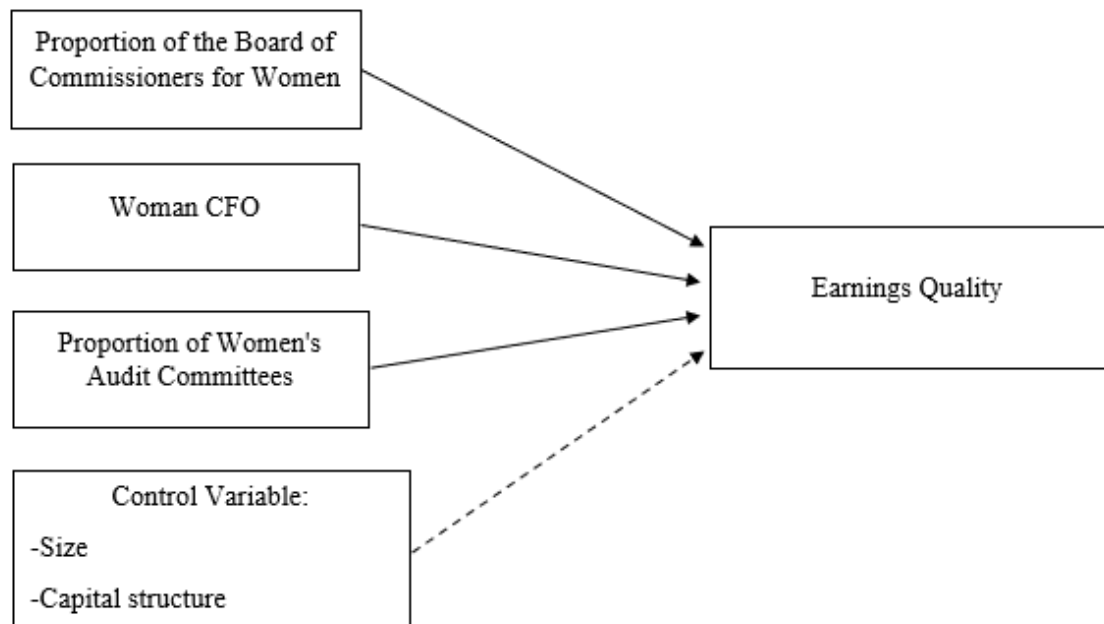 Proportion of the Board of
Commissioners for Women
Woman CFO
Proportion of Women's
Audit Committees
Control Variable:
-Size
-Capital structure
Earnings Quality